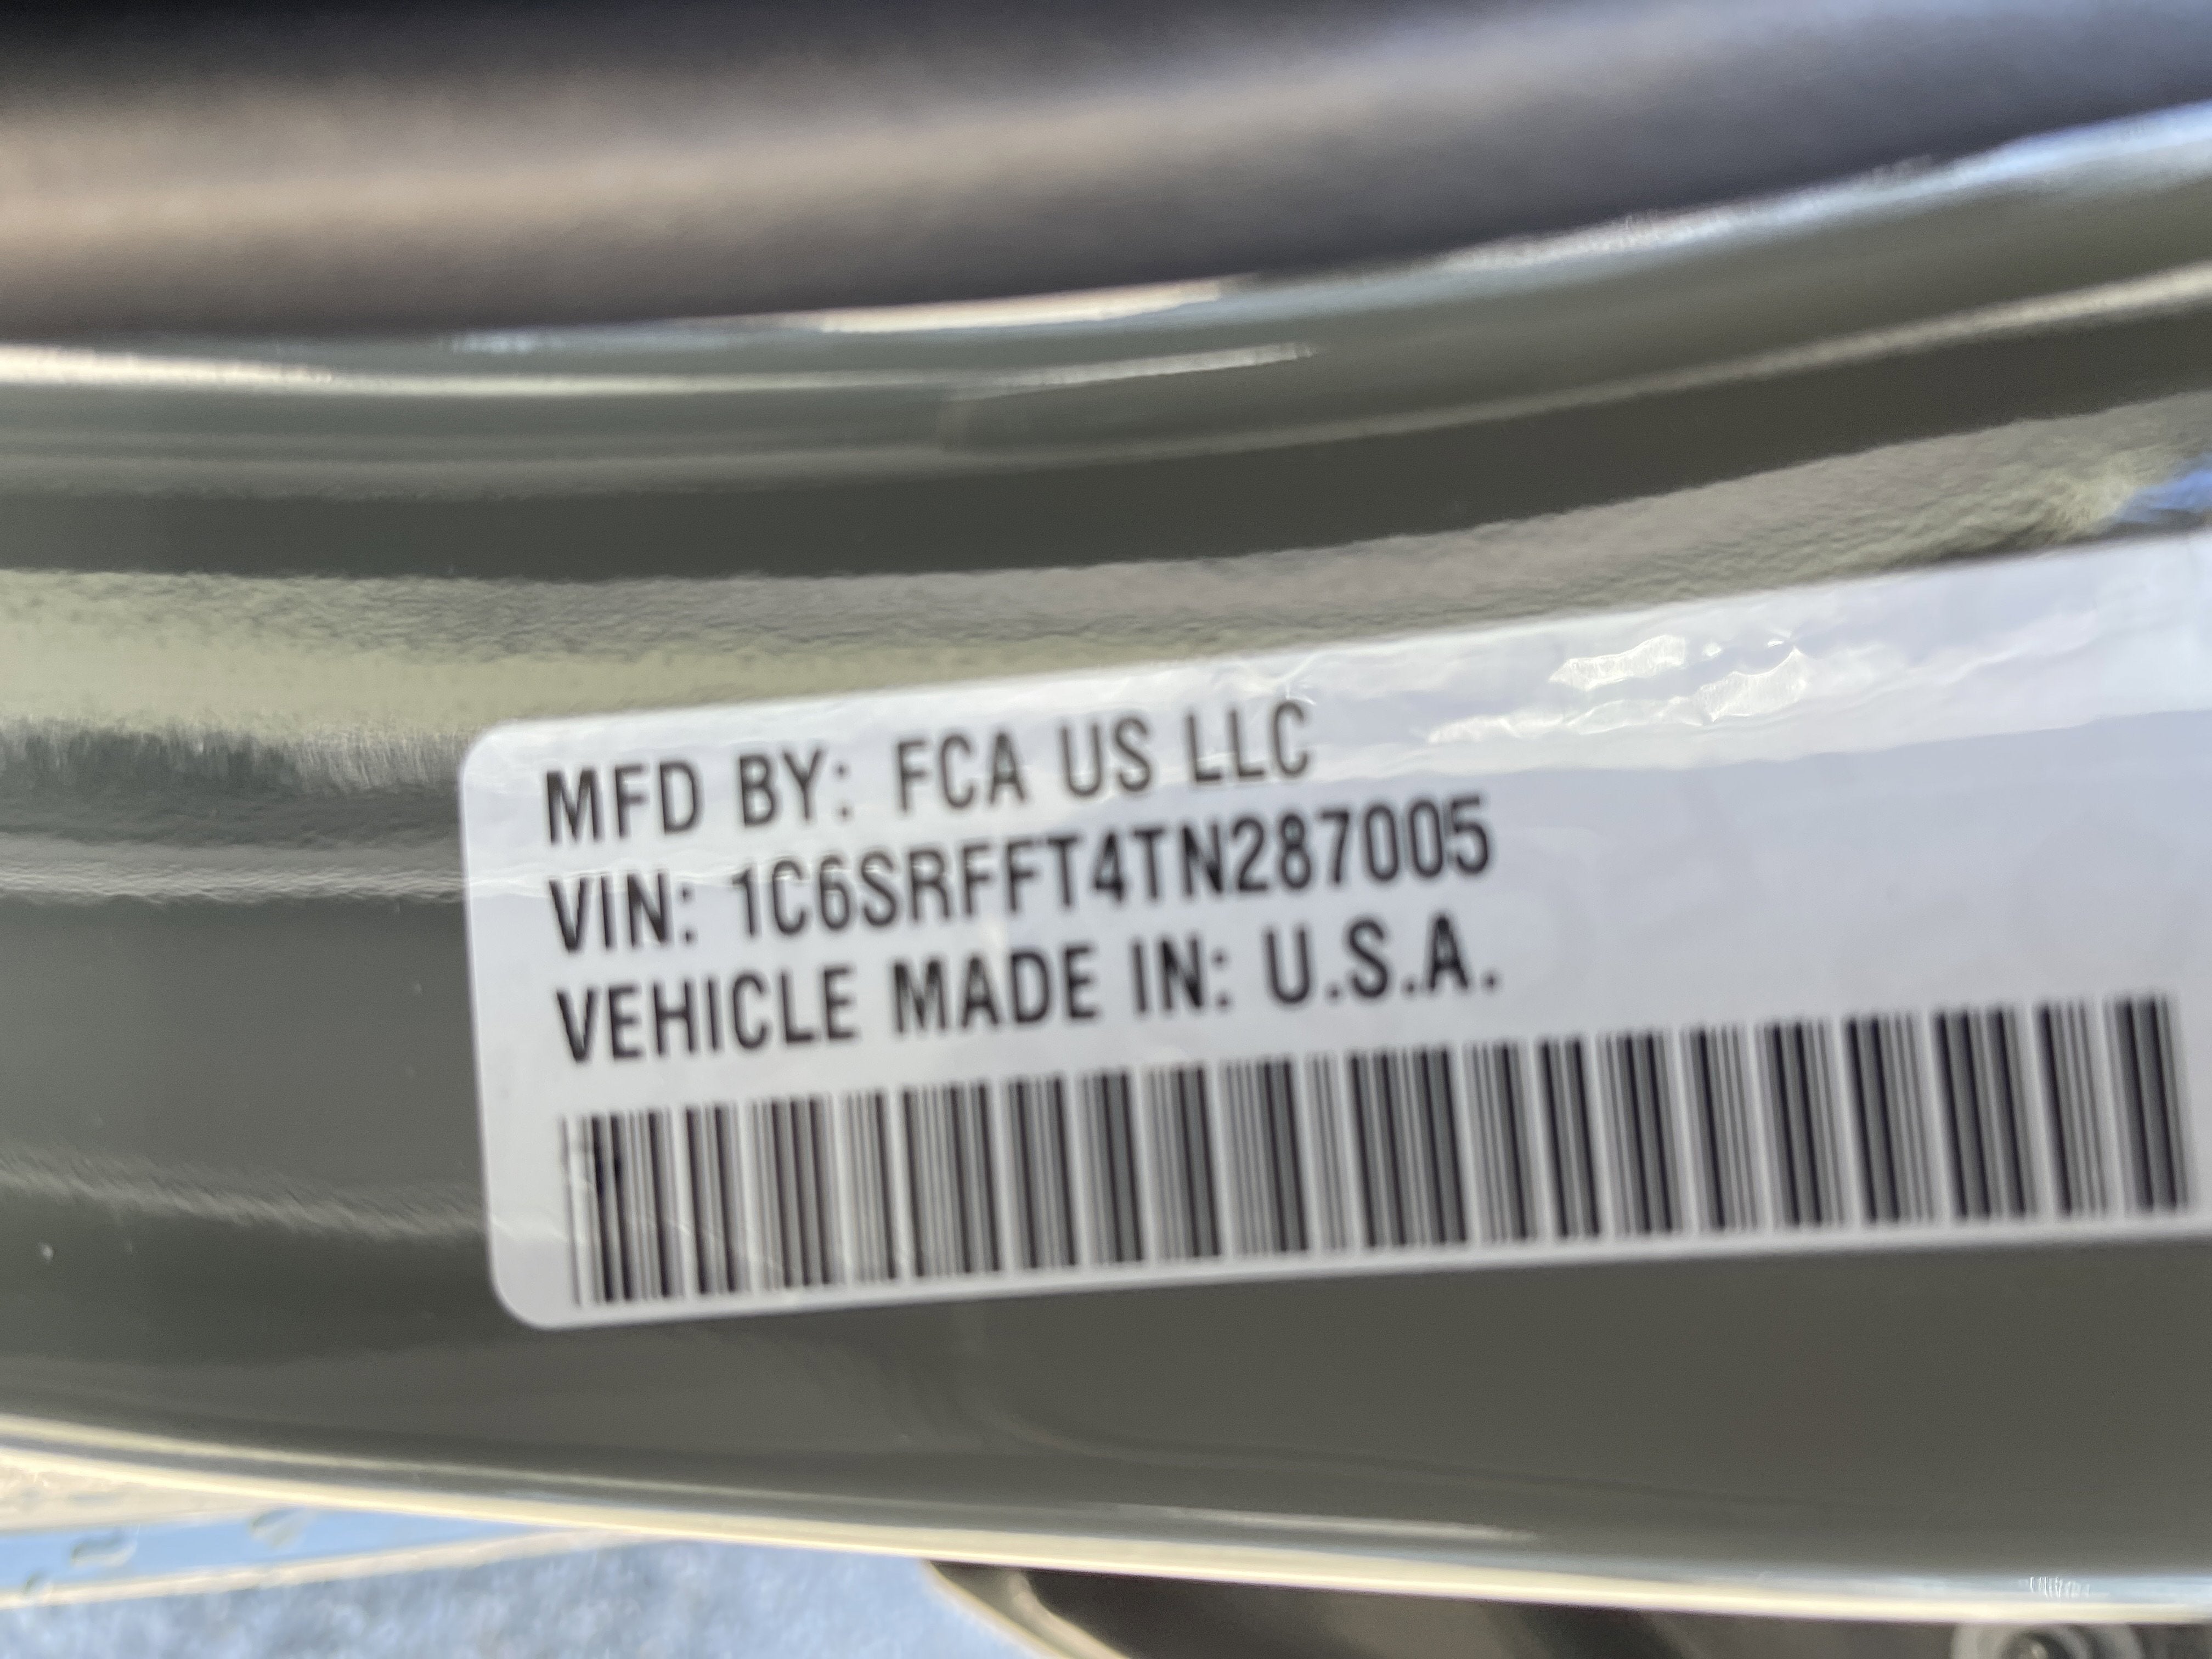 MFD BY: FCA US LLC
VIN: 1C6SRFFT4TN287005
VEHICLE MADE IN: U.S.A.